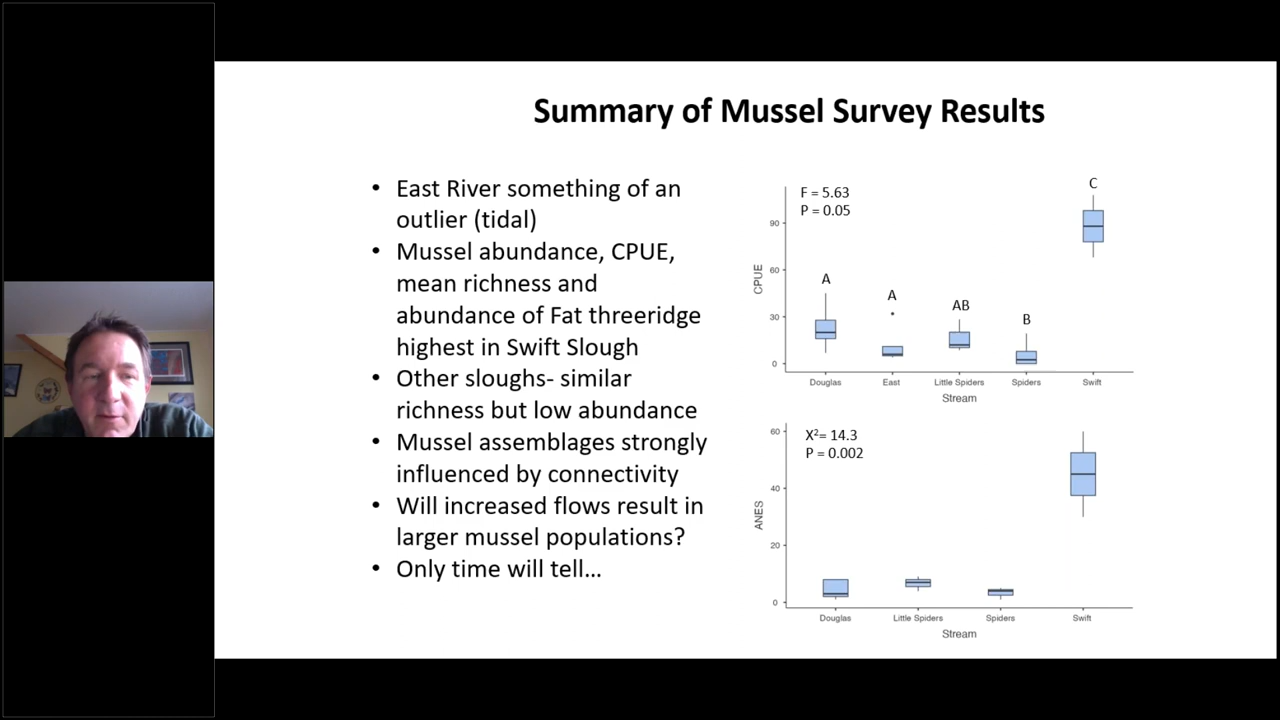 Summary of Mussel Survey Results
• East River something of an
outlier (tidal)
• Mussel abundance, CPUE,
mean richness and
abundance of Fat threeridge
highest in Swift Slough
• Other sloughs- similar
richness but low abundance
• Mussel assemblages strongly
influenced by connectivity
• Will increased flows result in
larger mussel populations?
• Only time will tell...
F = 5.63
P = 0.05
C
90
60
30
0
CPUE
A
A
AB
B
Douglas
East
Little Spiders
Spiders
Swift
Stream
X²= 14.3
P = 0.002
60
40
20
0
ANES
Douglas
Little Spiders
Spiders
Swift
Stream